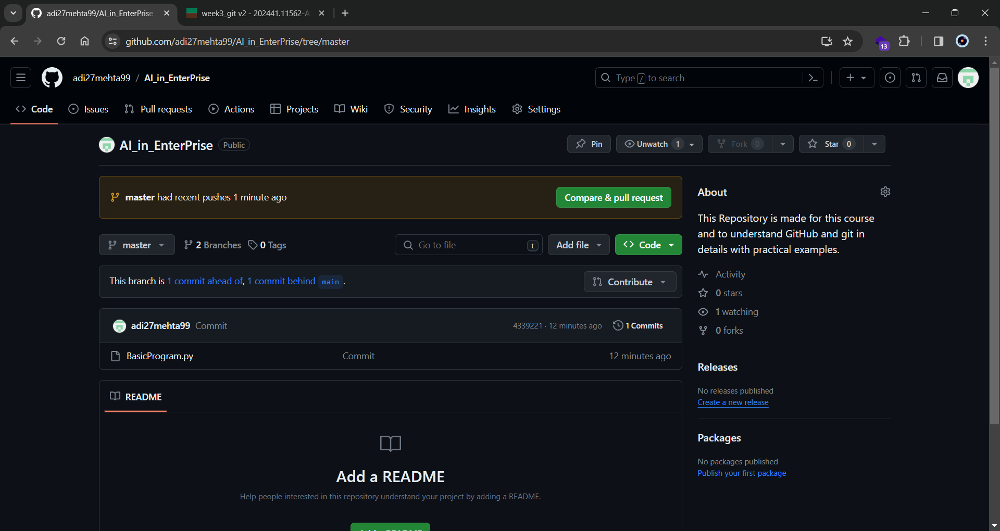 adi27mehta99/AI_in_EnterPrise
week3_git v2 - 202441.11562-A
github.com/adi27mehta99/AI_in_EnterPrise/tree/master
13
adi27mehta99 / AI_in_EnterPrise
Type / to search
Code Issues Pull requests Actions Projects Wiki Security Insights Settings
AI_in_EnterPrise Public
Pin Unwatch 1 Fork 0 Star 0
master had recent pushes 1 minute ago
Compare & pull request
master 2 Branches 0 Tags Go to file t Add file Code
This branch is 1 commit ahead of, 1 commit behind main .
Contribute
adi27mehta99 Commit 4339221 · 12 minutes ago 1 Commits
BasicProgram.py Commit 12 minutes ago
README
Add a README
Help people interested in this repository understand your project by adding a README.
About
This Repository is made for this course
and to understand GitHub and git in
details with practical examples.
Activity
0 stars
1 watching
0 forks
Releases
No releases published
Create a new release
Packages
No packages published
Publish your first package